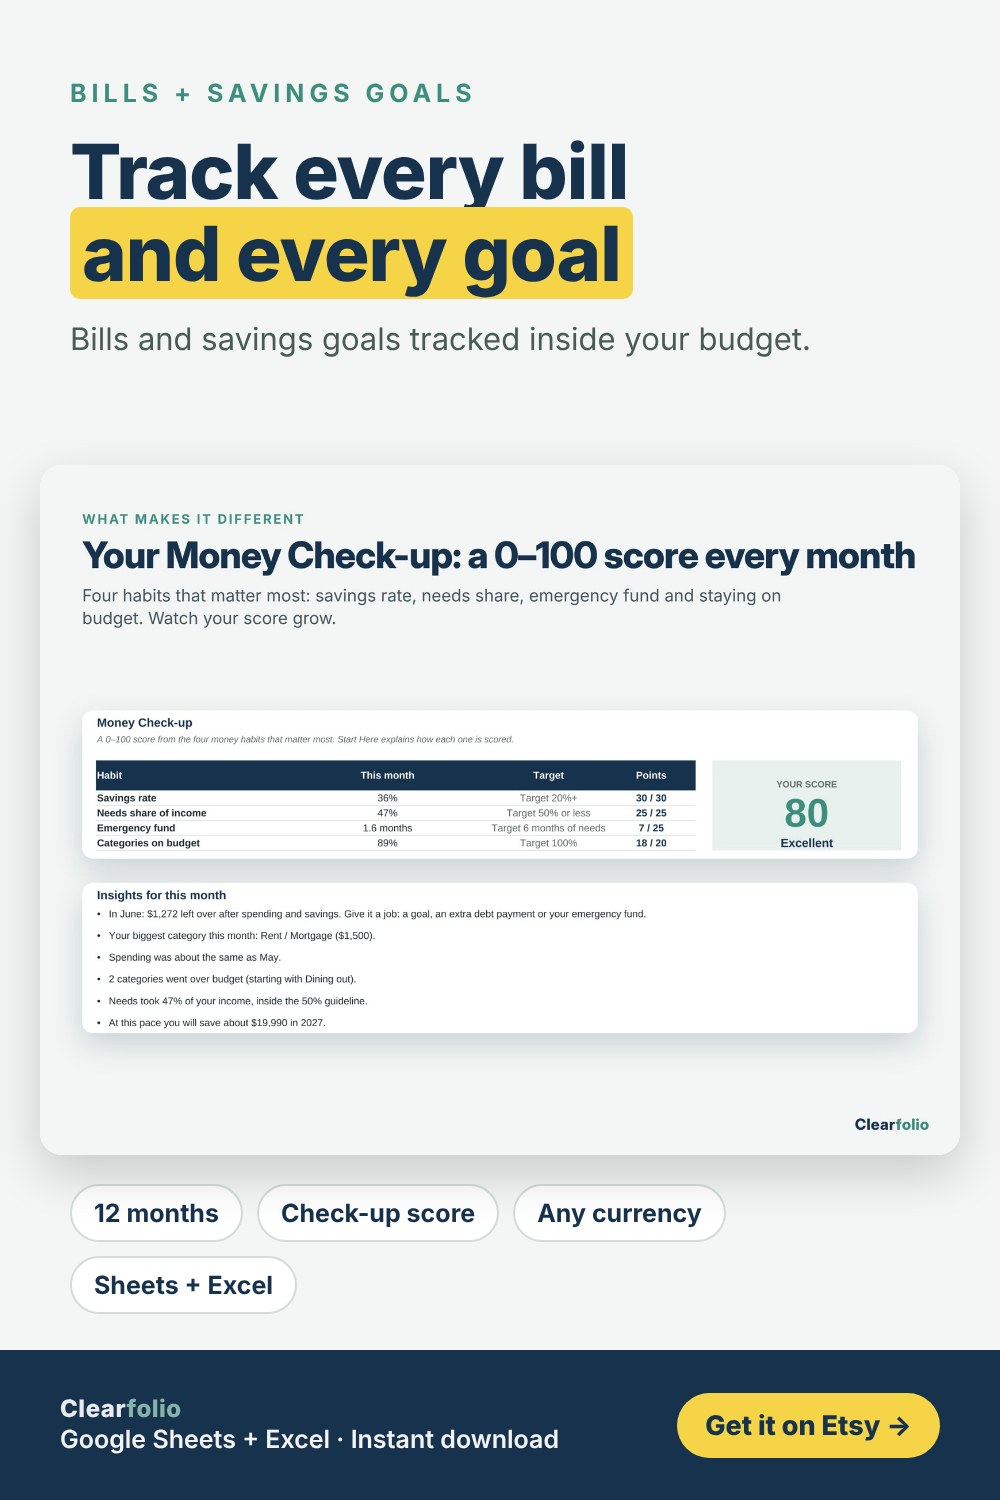 BILLS + SAVINGS GOALS
Track every bill
and every goal
Bills and savings goals tracked inside your budget.
WHAT MAKES IT DIFFERENT
Your Money Check-up: a 0–100 score every month
Four habits that matter most: savings rate, needs share, emergency fund and staying on
budget. Watch your score grow.
Money Check-up
A 0–100 score from the four money habits that matter most. Start Here explains how each one is scored.
Habit This month Target Points
Savings rate 36% Target 20%+ 30 / 30
Needs share of income 47% Target 50% or less 25 / 25
Emergency fund 1.6 months Target 6 months of needs 7 / 25
Categories on budget 89% Target 100% 18 / 20
YOUR SCORE
80
Excellent
Insights for this month
• In June: $1,272 left over after spending and savings. Give it a job: a goal, an extra debt payment or your emergency fund.
• Your biggest category this month: Rent / Mortgage ($1,500).
• Spending was about the same as May.
• 2 categories went over budget (starting with Dining out).
• Needs took 47% of your income, inside the 50% guideline.
• At this pace you will save about $19,990 in 2027.
Clearfolio
12 months Check-up score Any currency
Sheets + Excel
Clearfolio
Google Sheets + Excel · Instant download
Get it on Etsy →